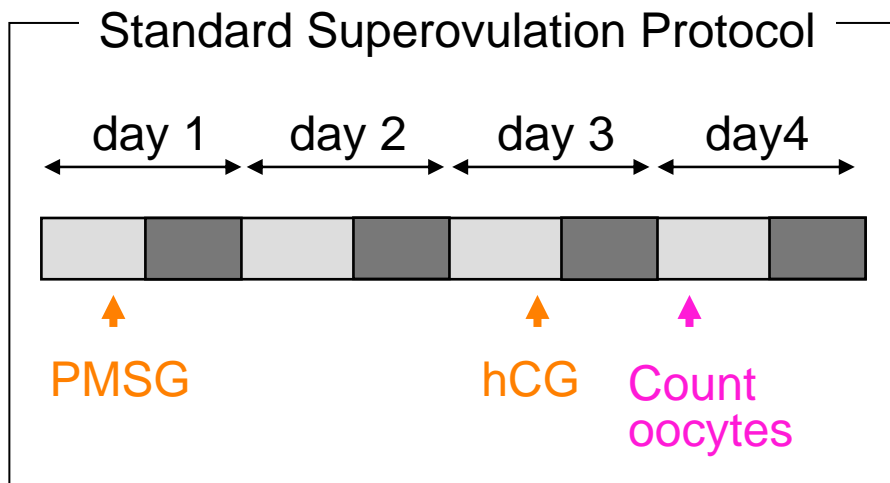 Standard Superovulation Protocol
day 1 day 2 day 3 day4
PMSG hCG Count
oocytes